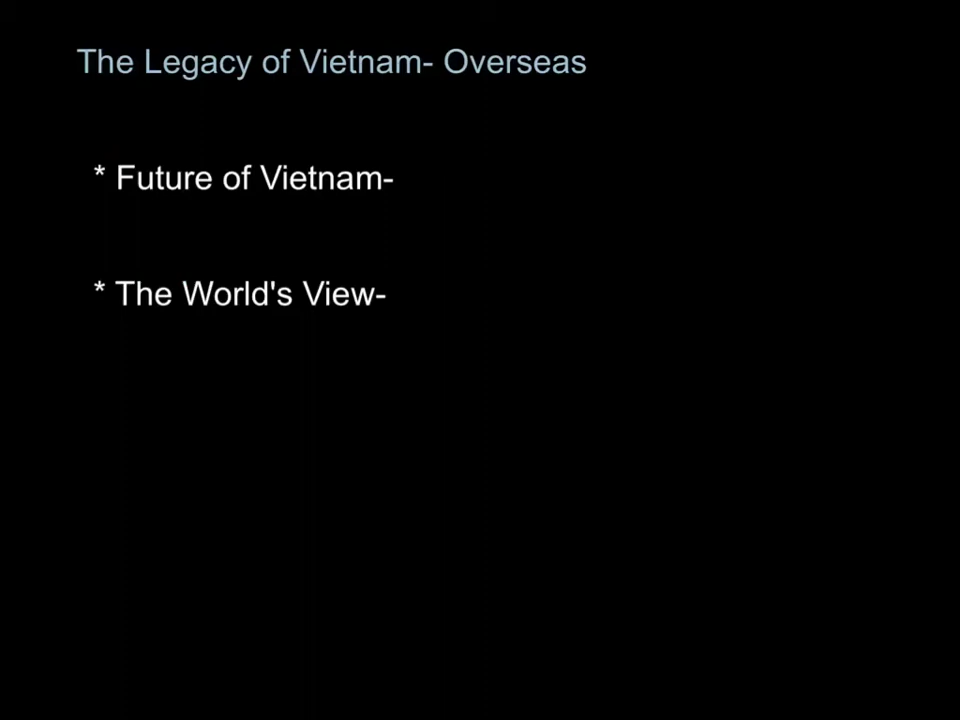 The Legacy of Vietnam- Overseas
* Future of Vietnam-
* The World's View-